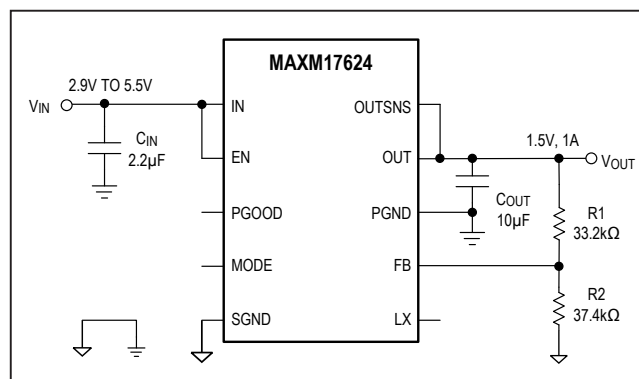 MAXM17624
2.9V TO 5.5V
VIN
IN
OUTSNS
CIN
2.2µF
EN
OUT
1.5V, 1A
VOUT
PGOOD
PGND
COUT
10µF
R1
33.2kΩ
MODE
FB
SGND
LX
R2
37.4kΩ